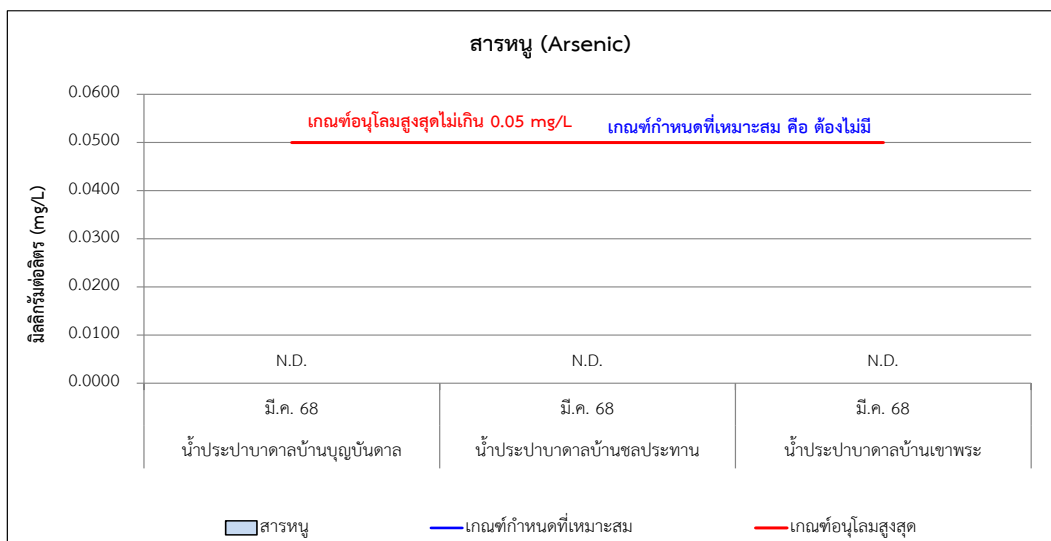 สารหนู (Arsenic)
มิลลิกรัมต่อลิตร (mg/L)
0.0600
0.0500
0.0400
0.0300
0.0200
0.0100
0.0000
เกณฑ์อนุโลมสูงสุดไม่เกิน 0.05 mg/L
เกณฑ์กำหนดที่เหมาะสม คือ ต้องไม่มี
N.D. N.D. N.D.
มี.ค. 68 มี.ค. 68 มี.ค. 68
น้ำประปาบาดาลบ้านบุญบันดาล น้ำประปาบาดาลบ้านชลประทาน น้ำประปาบาดาลบ้านเขาพระ
สารหนู เกณฑ์กำหนดที่เหมาะสม เกณฑ์อนุโลมสูงสุด